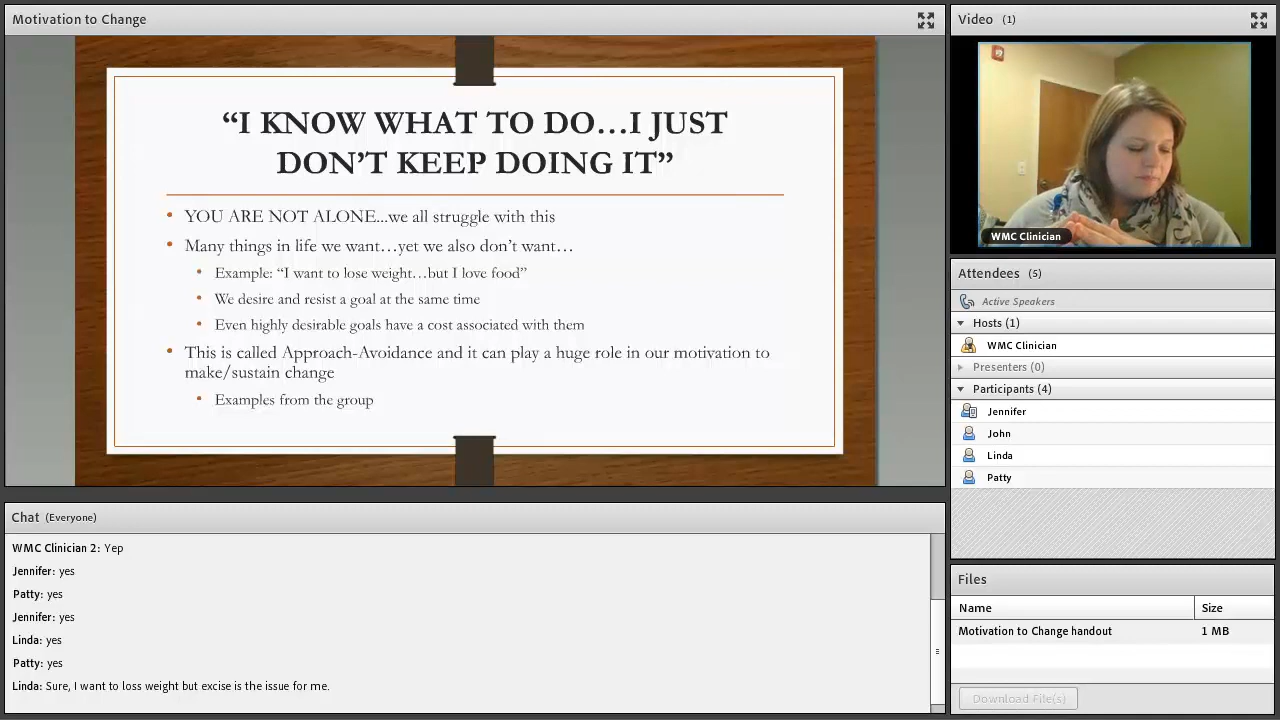 Motivation to Change
“I KNOW WHAT TO DO…I JUST
DON’T KEEP DOING IT”
• YOU ARE NOT ALONE...we all struggle with this
• Many things in life we want…yet we also don’t want…
• Example: “I want to lose weight…but I love food”
• We desire and resist a goal at the same time
• Even highly desirable goals have a cost associated with them
• This is called Approach-Avoidance and it can play a huge role in our motivation to
make/sustain change
• Examples from the group
Chat (Everyone)
WMC Clinician 2: Yep
Jennifer: yes
Patty: yes
Jennifer: yes
Linda: yes
Patty: yes
Linda: Sure, I want to loss weight but excise is the issue for me.
Video (1)
WMC Clinician
Attendees (5)
Active Speakers
Hosts (1)
WMC Clinician
Presenters (0)
Participants (4)
Jennifer
John
Linda
Patty
Files
Name Size
Motivation to Change handout 1 MB
Download File(s)